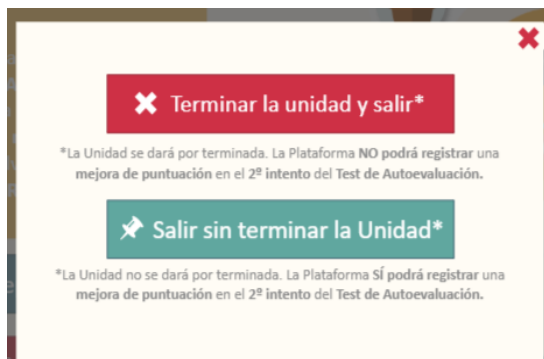 Terminar la unidad y salir*
*La Unidad se dará por terminada. La Plataforma NO podrá registrar una
mejora de puntuación en el 2º intento del Test de Autoevaluación.
Salir sin terminar la Unidad*
*La Unidad no se dará por terminada. La Plataforma SÍ podrá registrar una
mejora de puntuación en el 2º intento del Test de Autoevaluación.